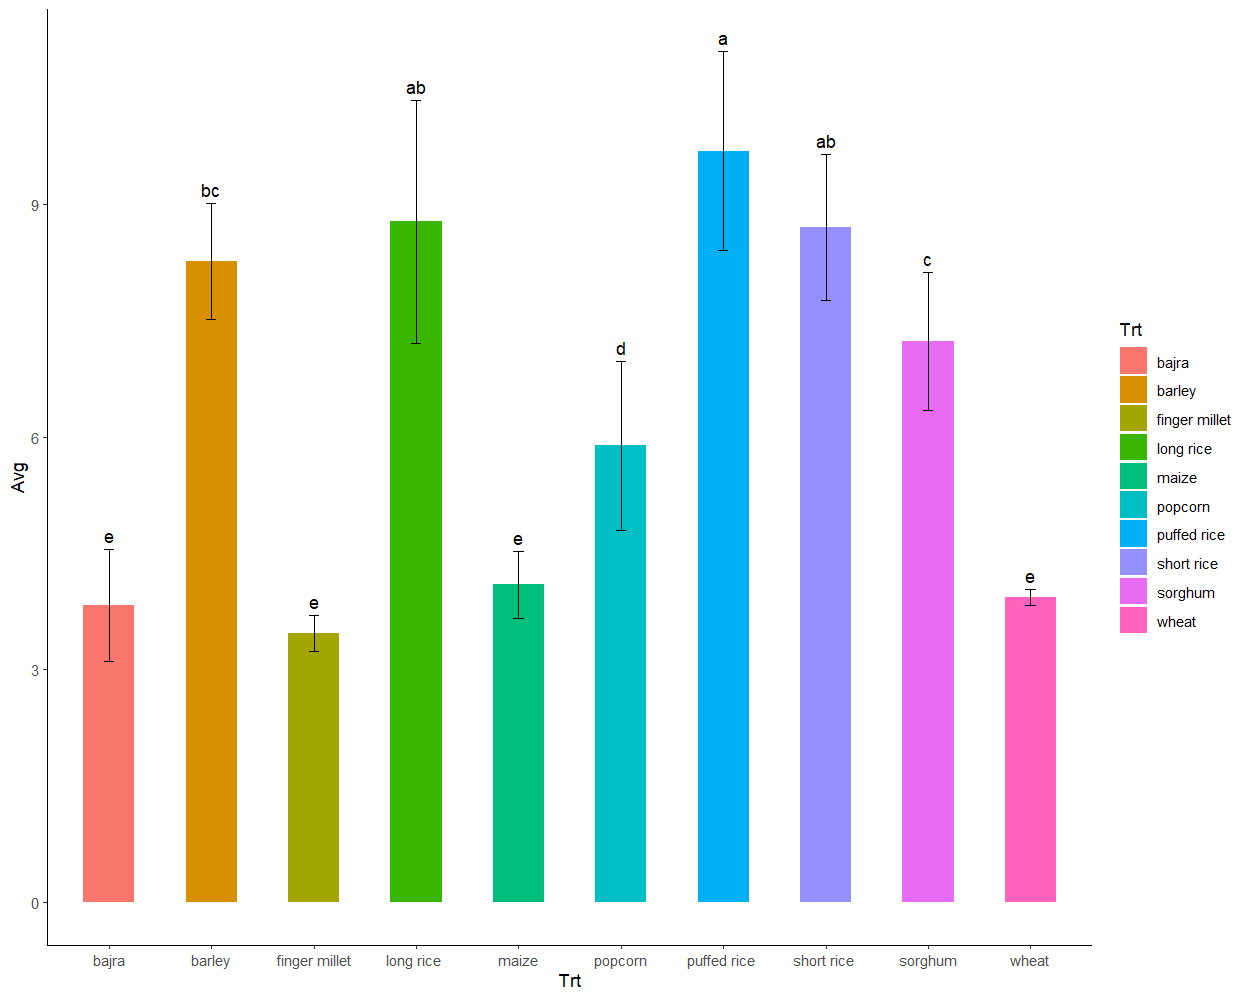 a
ab
ab
bc
c
d
e
e
e
e
9
6
3
0
Avg
bajra
barley
finger millet
long rice
maize
popcorn
puffed rice
short rice
sorghum
wheat
Trt
Trt
bajra
barley
finger millet
long rice
maize
popcorn
puffed rice
short rice
sorghum
wheat